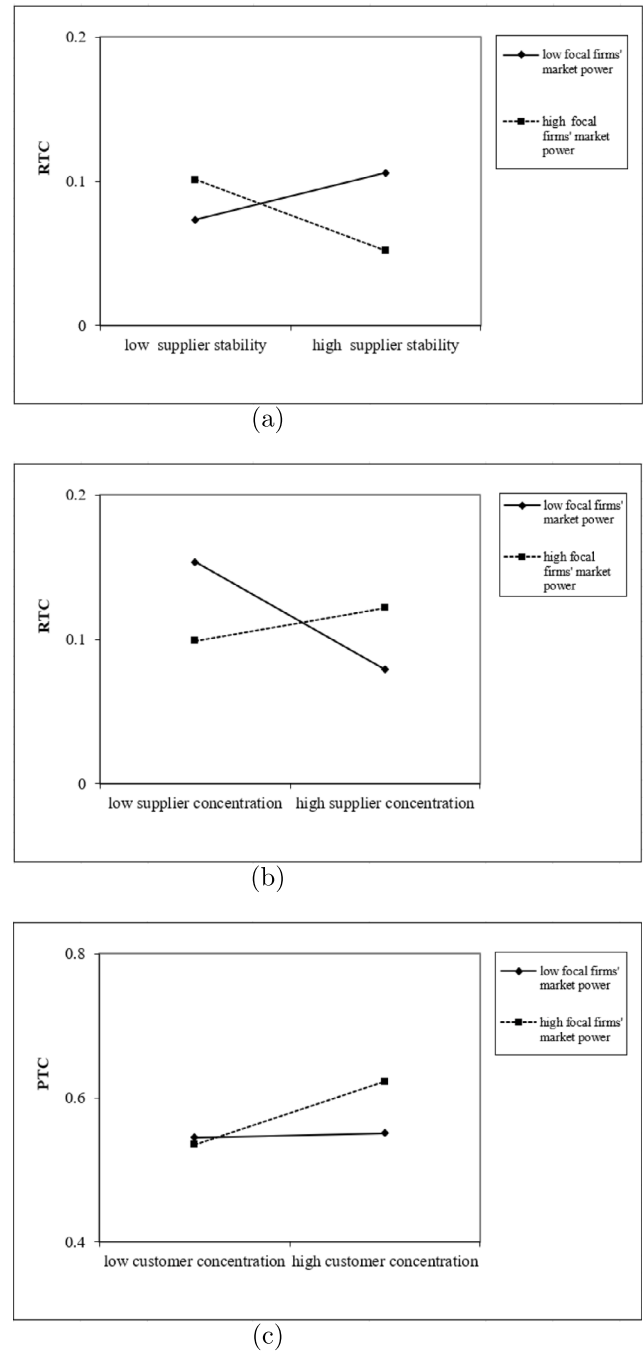 0.2
RTC
0.1
0
low supplier stability
high supplier stability
low focal firms'
market power
high focal
firms' market
power
(a)
0.2
RTC
0.1
0
low supplier concentration
high supplier concentration
low focal firms'
market power
high focal
firms' market
power
(b)
0.8
PTC
0.6
0.4
low customer concentration
high customer concentration
low focal firms'
market power
high focal firms'
market power
(c)